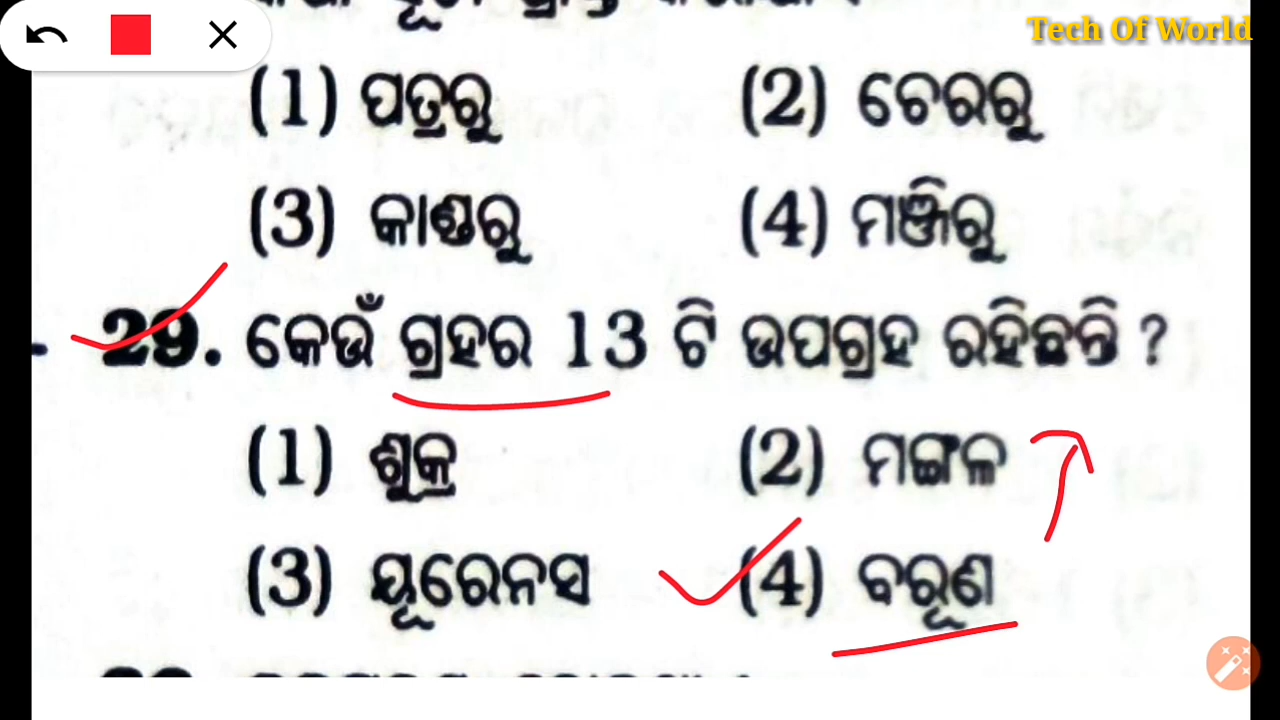 Tech Of World
(1) ପତ୍ରରୁ (2) ଚେରରୁ
(3) କାଣ୍ଡରୁ (4) ମଞ୍ଜିରୁ
29. କେଉଁ ଗ୍ରହର 13 ଟି ଉପଗ୍ରହ ରହିଛନ୍ତି ?
(1) ଶୁକ୍ର (2) ମଙ୍ଗଳ
(3) ୟୂରେନସ (4) ବରୂଣ